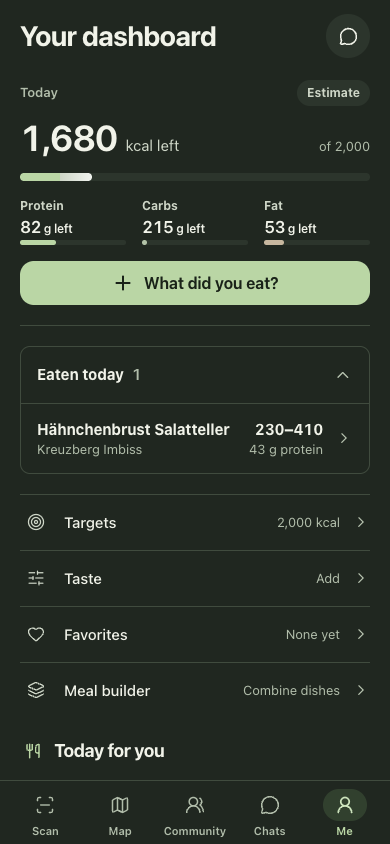 Your dashboard
Today
Estimate
1,680 kcal left
of 2,000
Protein
Carbs
Fat
82 g left
215 g left
53 g left
What did you eat?
Eaten today 1
Hähnchenbrust Salatteller
230–410
Kreuzberg Imbiss
43 g protein
Targets
2,000 kcal
Taste
Add
Favorites
None yet
Meal builder
Combine dishes
Today for you
Scan
Map
Community
Chats
Me